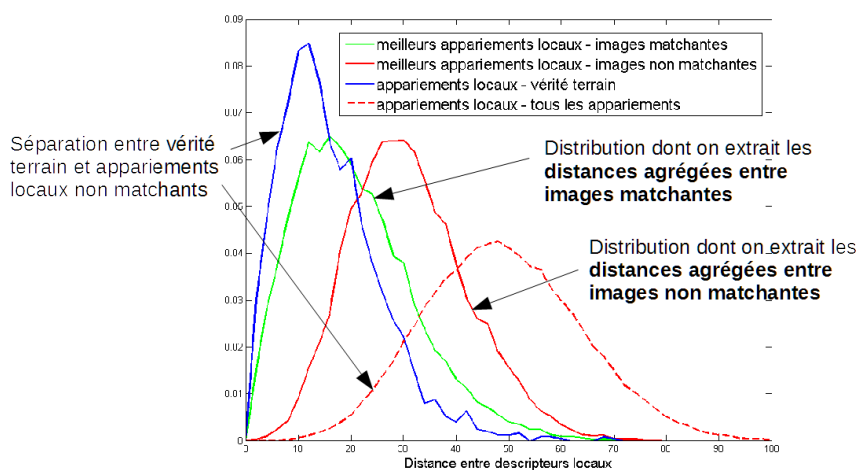 0.09
0.08
0.07
0.06
0.05
0.04
0.03
0.02
0.01
0
meilleurs appariements locaux - images matchantes
meilleurs appariements locaux - images non matchantes
appariements locaux - vérité terrain
appariements locaux - tous les appariements
Séparation entre vérité
terrain et appariements
locaux non matchants
Distribution dont on extrait les
distances agrégées entre
images matchantes
Distribution dont on extrait les
distances agrégées entre
images non matchantes
0 10 20 30 40 50 60 70 80 90 100
Distance entre descripteurs locaux